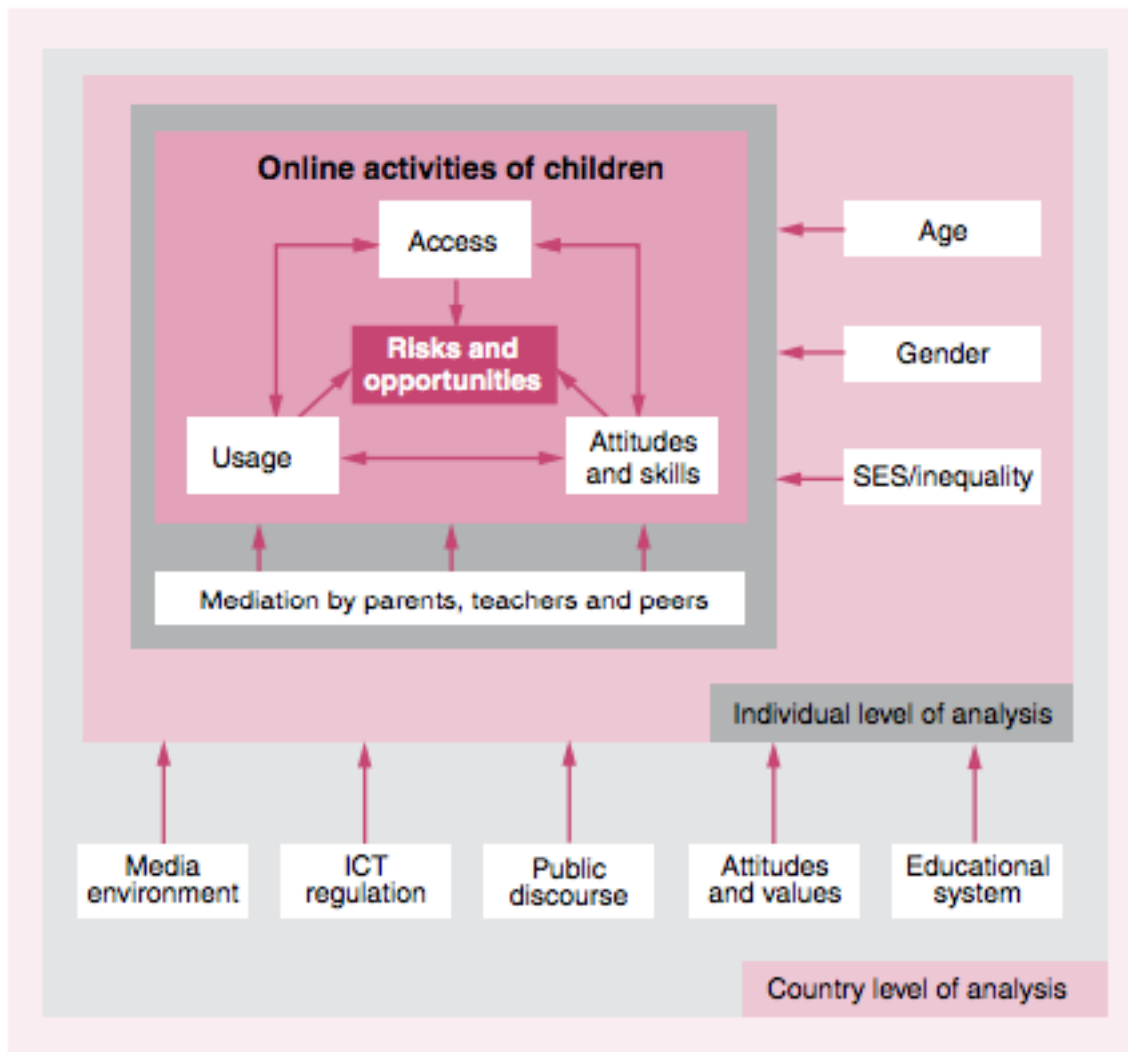 Online activities of children
Access
Age
Risks and
opportunities
Gender
Usage
Attitudes
and skills
SES/inequality
Mediation by parents, teachers and peers
Individual level of analysis
Media
environment
ICT
regulation
Public
discourse
Attitudes
and values
Educational
system
Country level of analysis